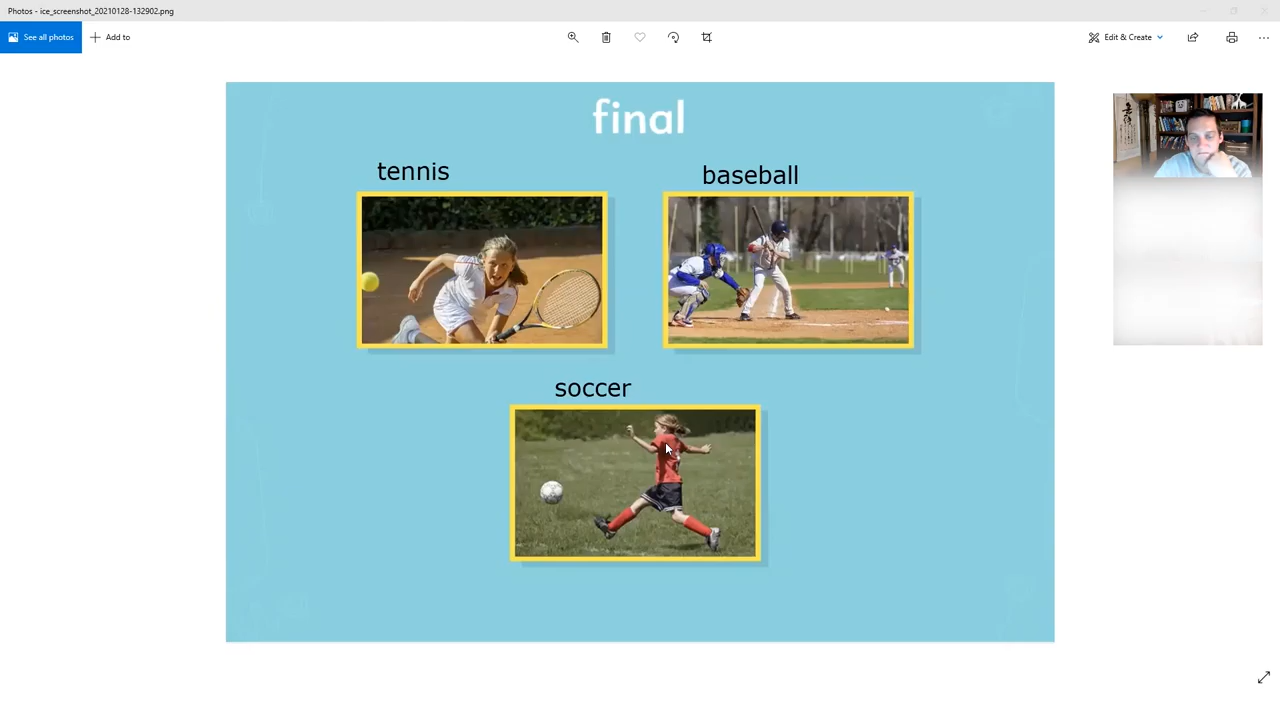 Photos - ice_screenshot_20210128-132902.png
See all photos
Add to
Edit & Create
final
tennis
baseball
soccer